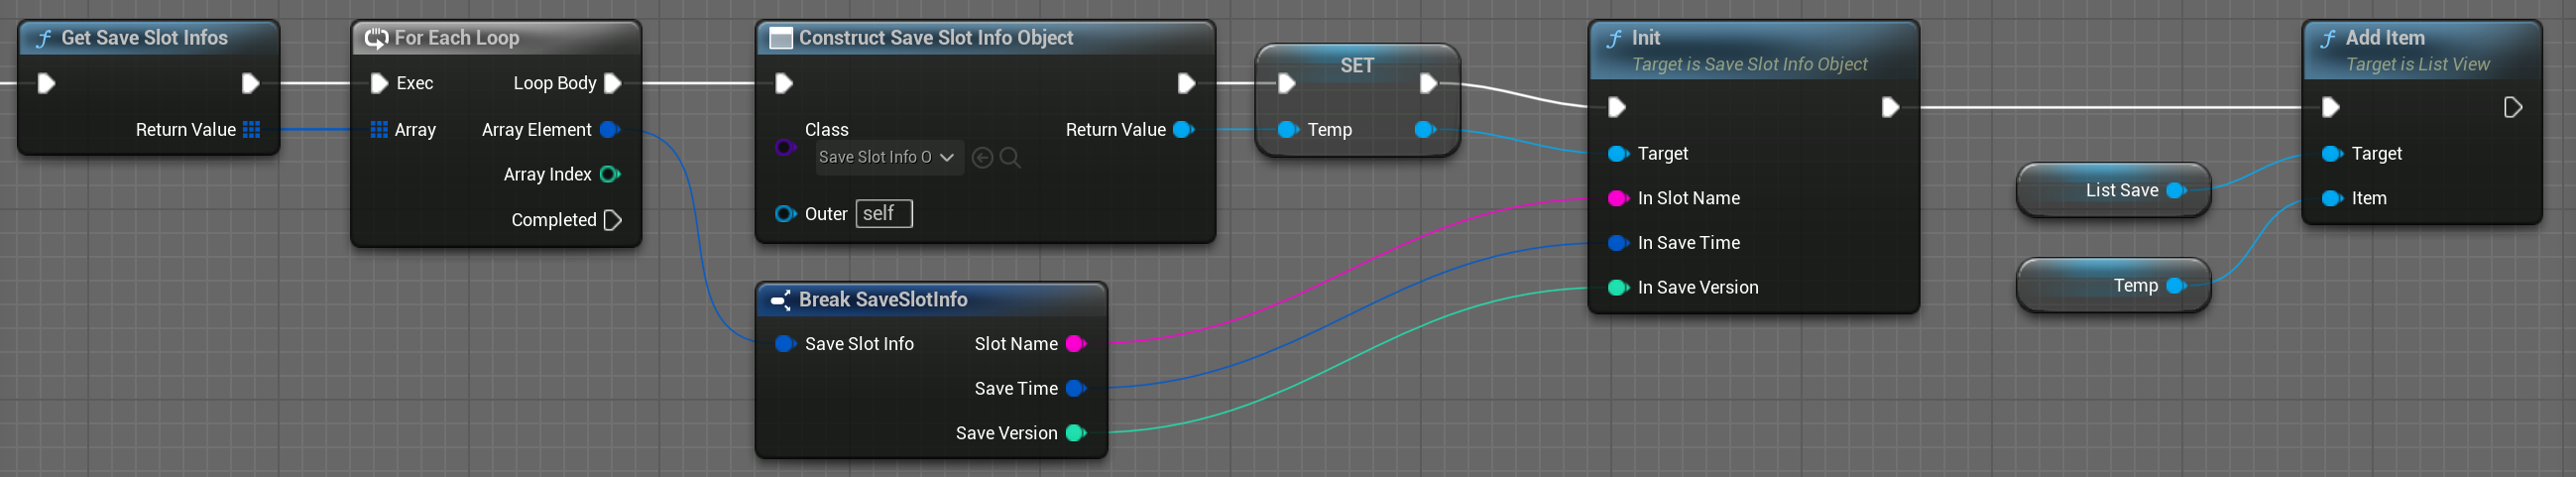 Get Save Slot Infos
Return Value
For Each Loop
Exec
Loop Body
Array
Array Element
Array Index
Completed
Construct Save Slot Info Object
Class
Save Slot Info O
Return Value
Outer
self
Break SaveSlotInfo
Save Slot Info
Slot Name
Save Time
Save Version
SET
Temp
Init
Target is Save Slot Info Object
Target
In Slot Name
In Save Time
In Save Version
List Save
Temp
Add Item
Target is List View
Target
Item